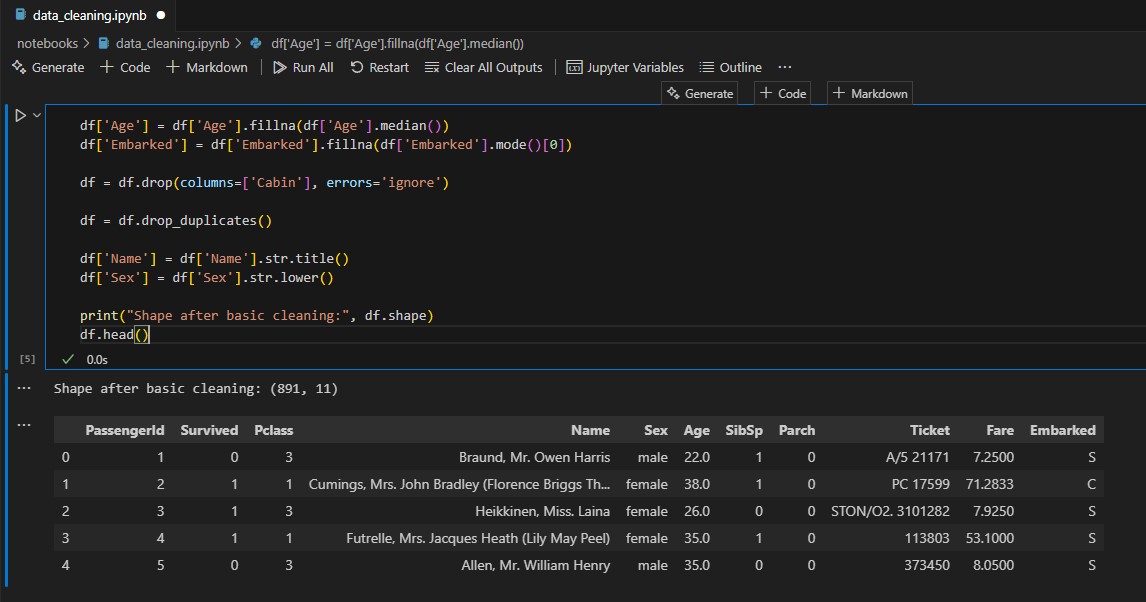 data_cleaning.ipynb
notebooks > data_cleaning.ipynb > df['Age'] = df['Age'].fillna(df['Age'].median())
Generate + Code + Markdown | Run All Restart Clear All Outputs | Jupyter Variables Outline ...
Generate + Code + Markdown
df['Age'] = df['Age'].fillna(df['Age'].median())
df['Embarked'] = df['Embarked'].fillna(df['Embarked'].mode()[0])
df = df.drop(columns=['Cabin'], errors='ignore')
df = df.drop_duplicates()
df['Name'] = df['Name'].str.title()
df['Sex'] = df['Sex'].str.lower()
print("Shape after basic cleaning:", df.shape)
df.head()
[5] 0.0s
... Shape after basic cleaning: (891, 11)
...
PassengerId Survived Pclass Name Sex Age SibSp Parch Ticket Fare Embarked
0 1 0 3 Braund, Mr. Owen Harris male 22.0 1 0 A/5 21171 7.2500 S
1 2 1 1 Cumings, Mrs. John Bradley (Florence Briggs Th... female 38.0 1 0 PC 17599 71.2833 C
2 3 1 3 Heikkinen, Miss. Laina female 26.0 0 0 STON/O2. 3101282 7.9250 S
3 4 1 1 Futrelle, Mrs. Jacques Heath (Lily May Peel) female 35.0 1 0 113803 53.1000 S
4 5 0 3 Allen, Mr. William Henry male 35.0 0 0 373450 8.0500 S